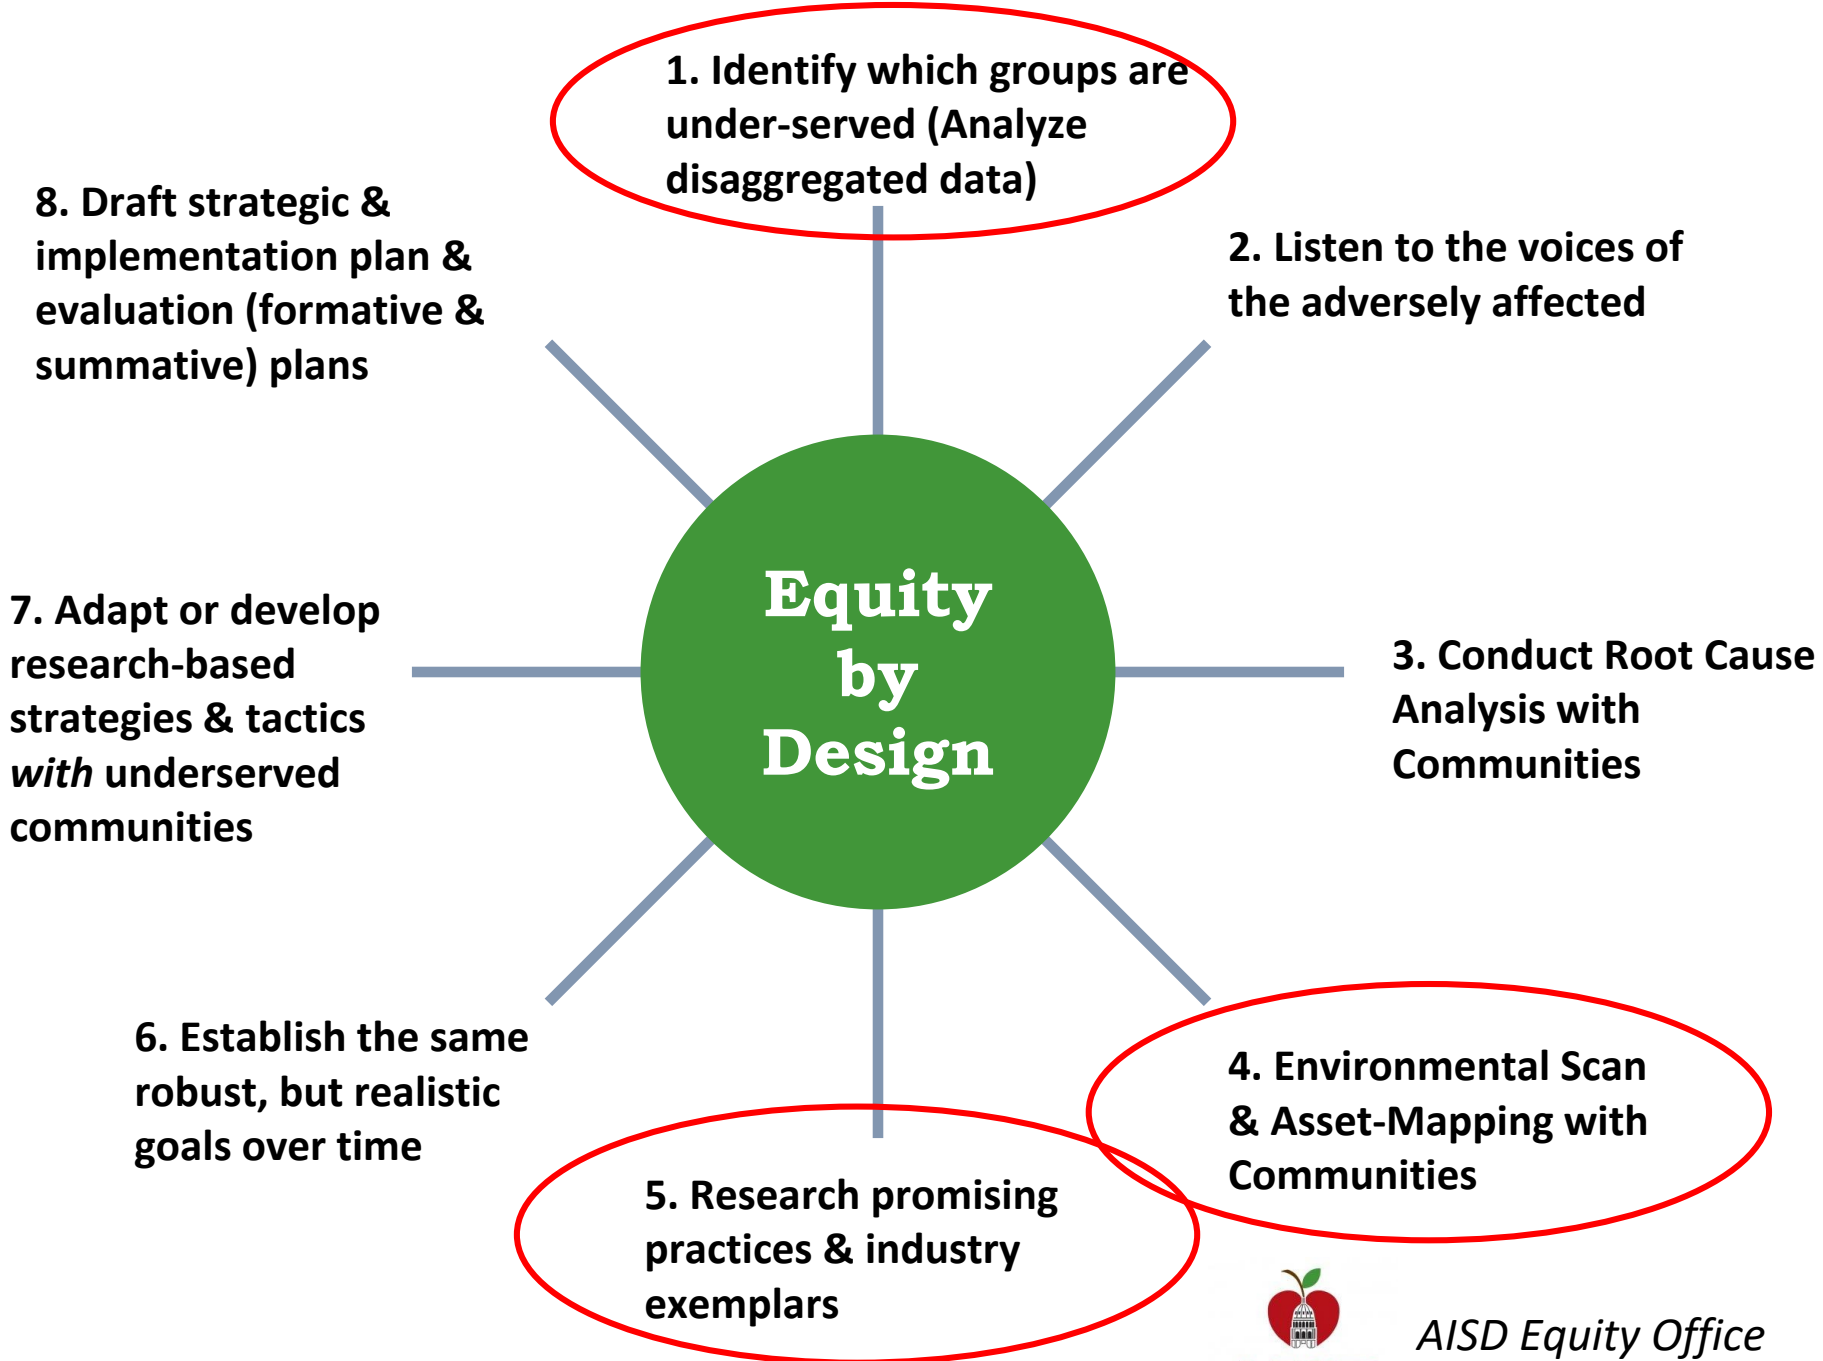 1. Identify which groups are
under-served (Analyze
disaggregated data)
2. Listen to the voices of
the adversely affected
3. Conduct Root Cause
Analysis with
Communities
4. Environmental Scan
& Asset-Mapping with
Communities
5. Research promising
practices & industry
exemplars
6. Establish the same
robust, but realistic
goals over time
7. Adapt or develop
research-based
strategies & tactics
with underserved
communities
8. Draft strategic &
implementation plan &
evaluation (formative &
summative) plans
Equity
by
Design
AISD Equity Office